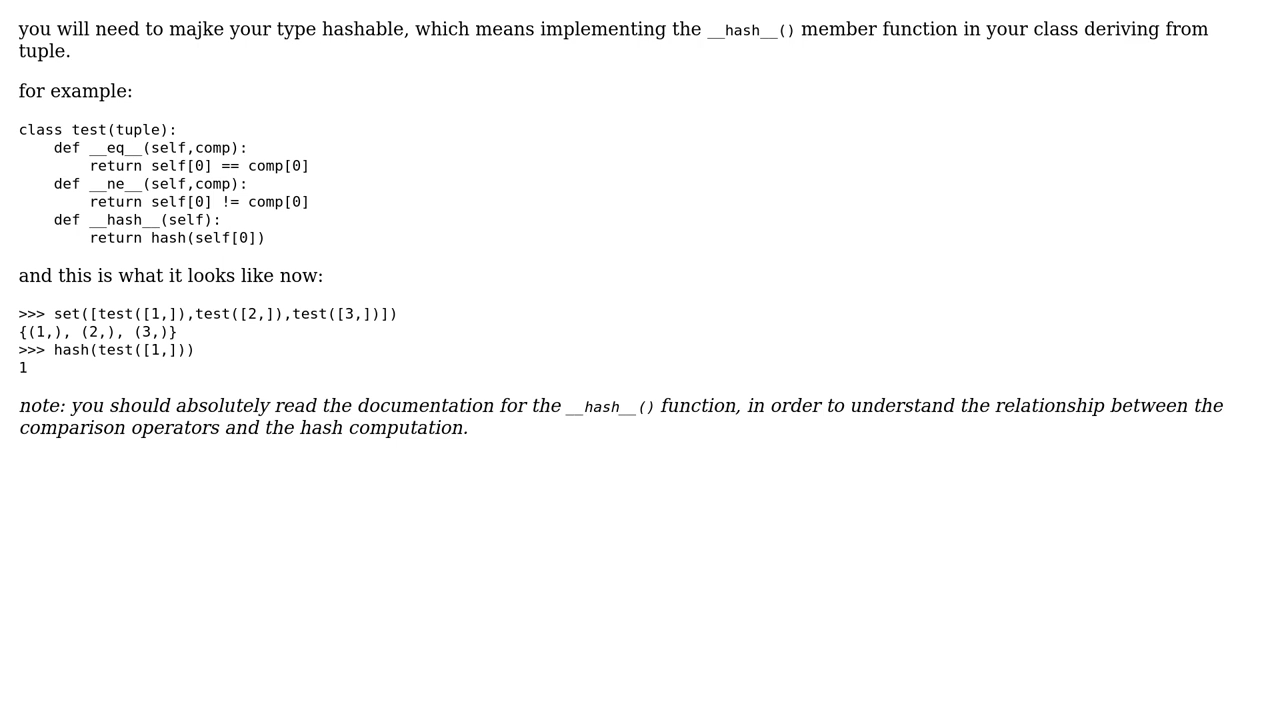 you will need to majke your type hashable, which means implementing the __hash__() member function in your class deriving from
tuple.
for example:
class test(tuple):
    def __eq__(self,comp):
        return self[0] == comp[0]
    def __ne__(self,comp):
        return self[0] != comp[0]
    def __hash__(self):
        return hash(self[0])
and this is what it looks like now:
>>> set([test([1,]),test([2,]),test([3,])])
{(1,), (2,), (3,)}
>>> hash(test([1,]))
1
note: you should absolutely read the documentation for the __hash__() function, in order to understand the relationship between the
comparison operators and the hash computation.